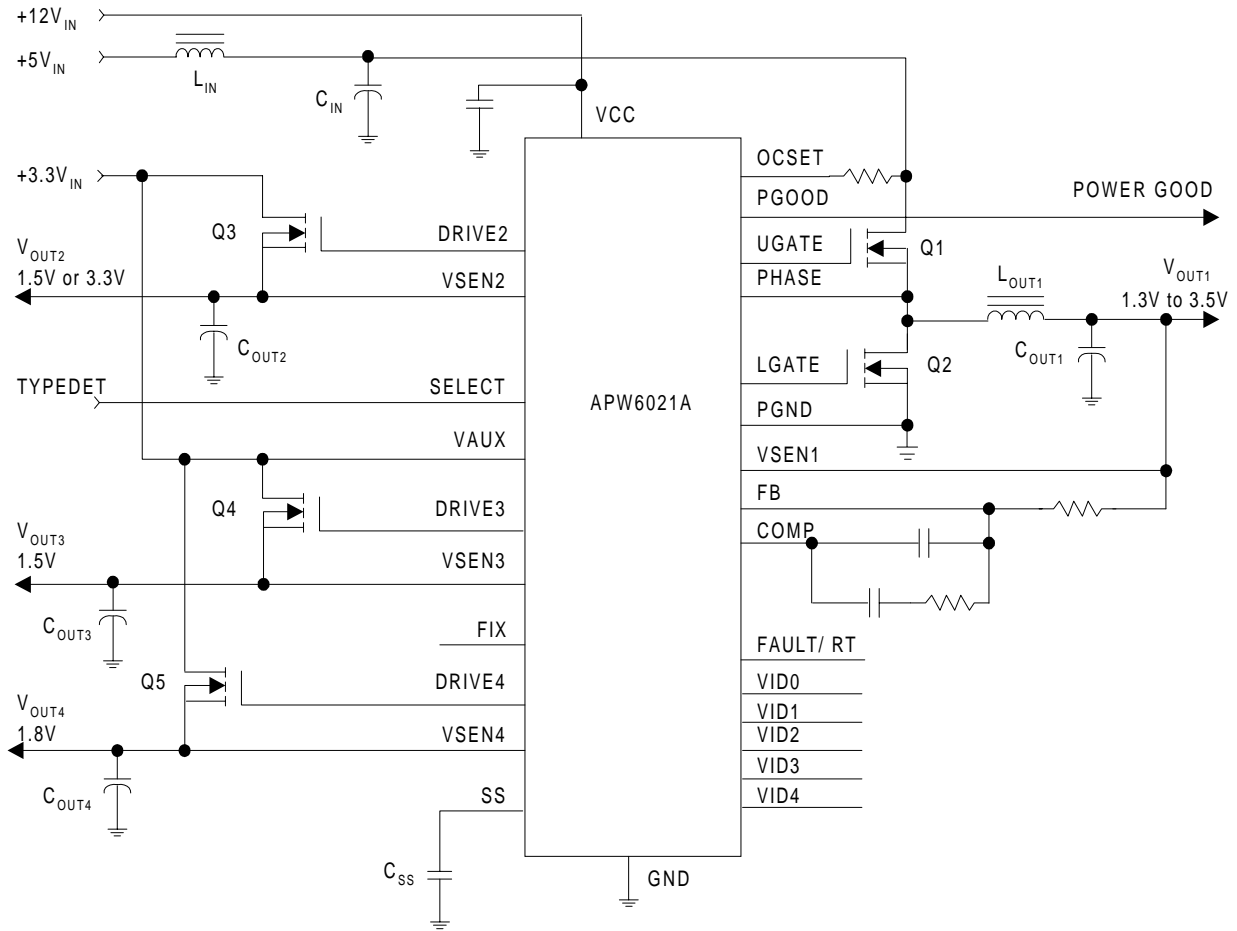 +12V_IN
+5V_IN
L_IN
C_IN
VCC
+3.3V_IN
Q3
DRIVE2
V_OUT2
1.5V or 3.3V
VSEN2
C_OUT2
TYPEDET
SELECT
VAUX
Q4
DRIVE3
V_OUT3
1.5V
VSEN3
C_OUT3
FIX
Q5
DRIVE4
V_OUT4
1.8V
VSEN4
C_OUT4
SS
C_SS
GND
APW6021A
OCSET
PGOOD
POWER GOOD
UGATE
Q1
PHASE
L_OUT1
V_OUT1
1.3V to 3.5V
C_OUT1
LGATE
Q2
PGND
VSEN1
FB
COMP
FAULT/ RT
VID0
VID1
VID2
VID3
VID4